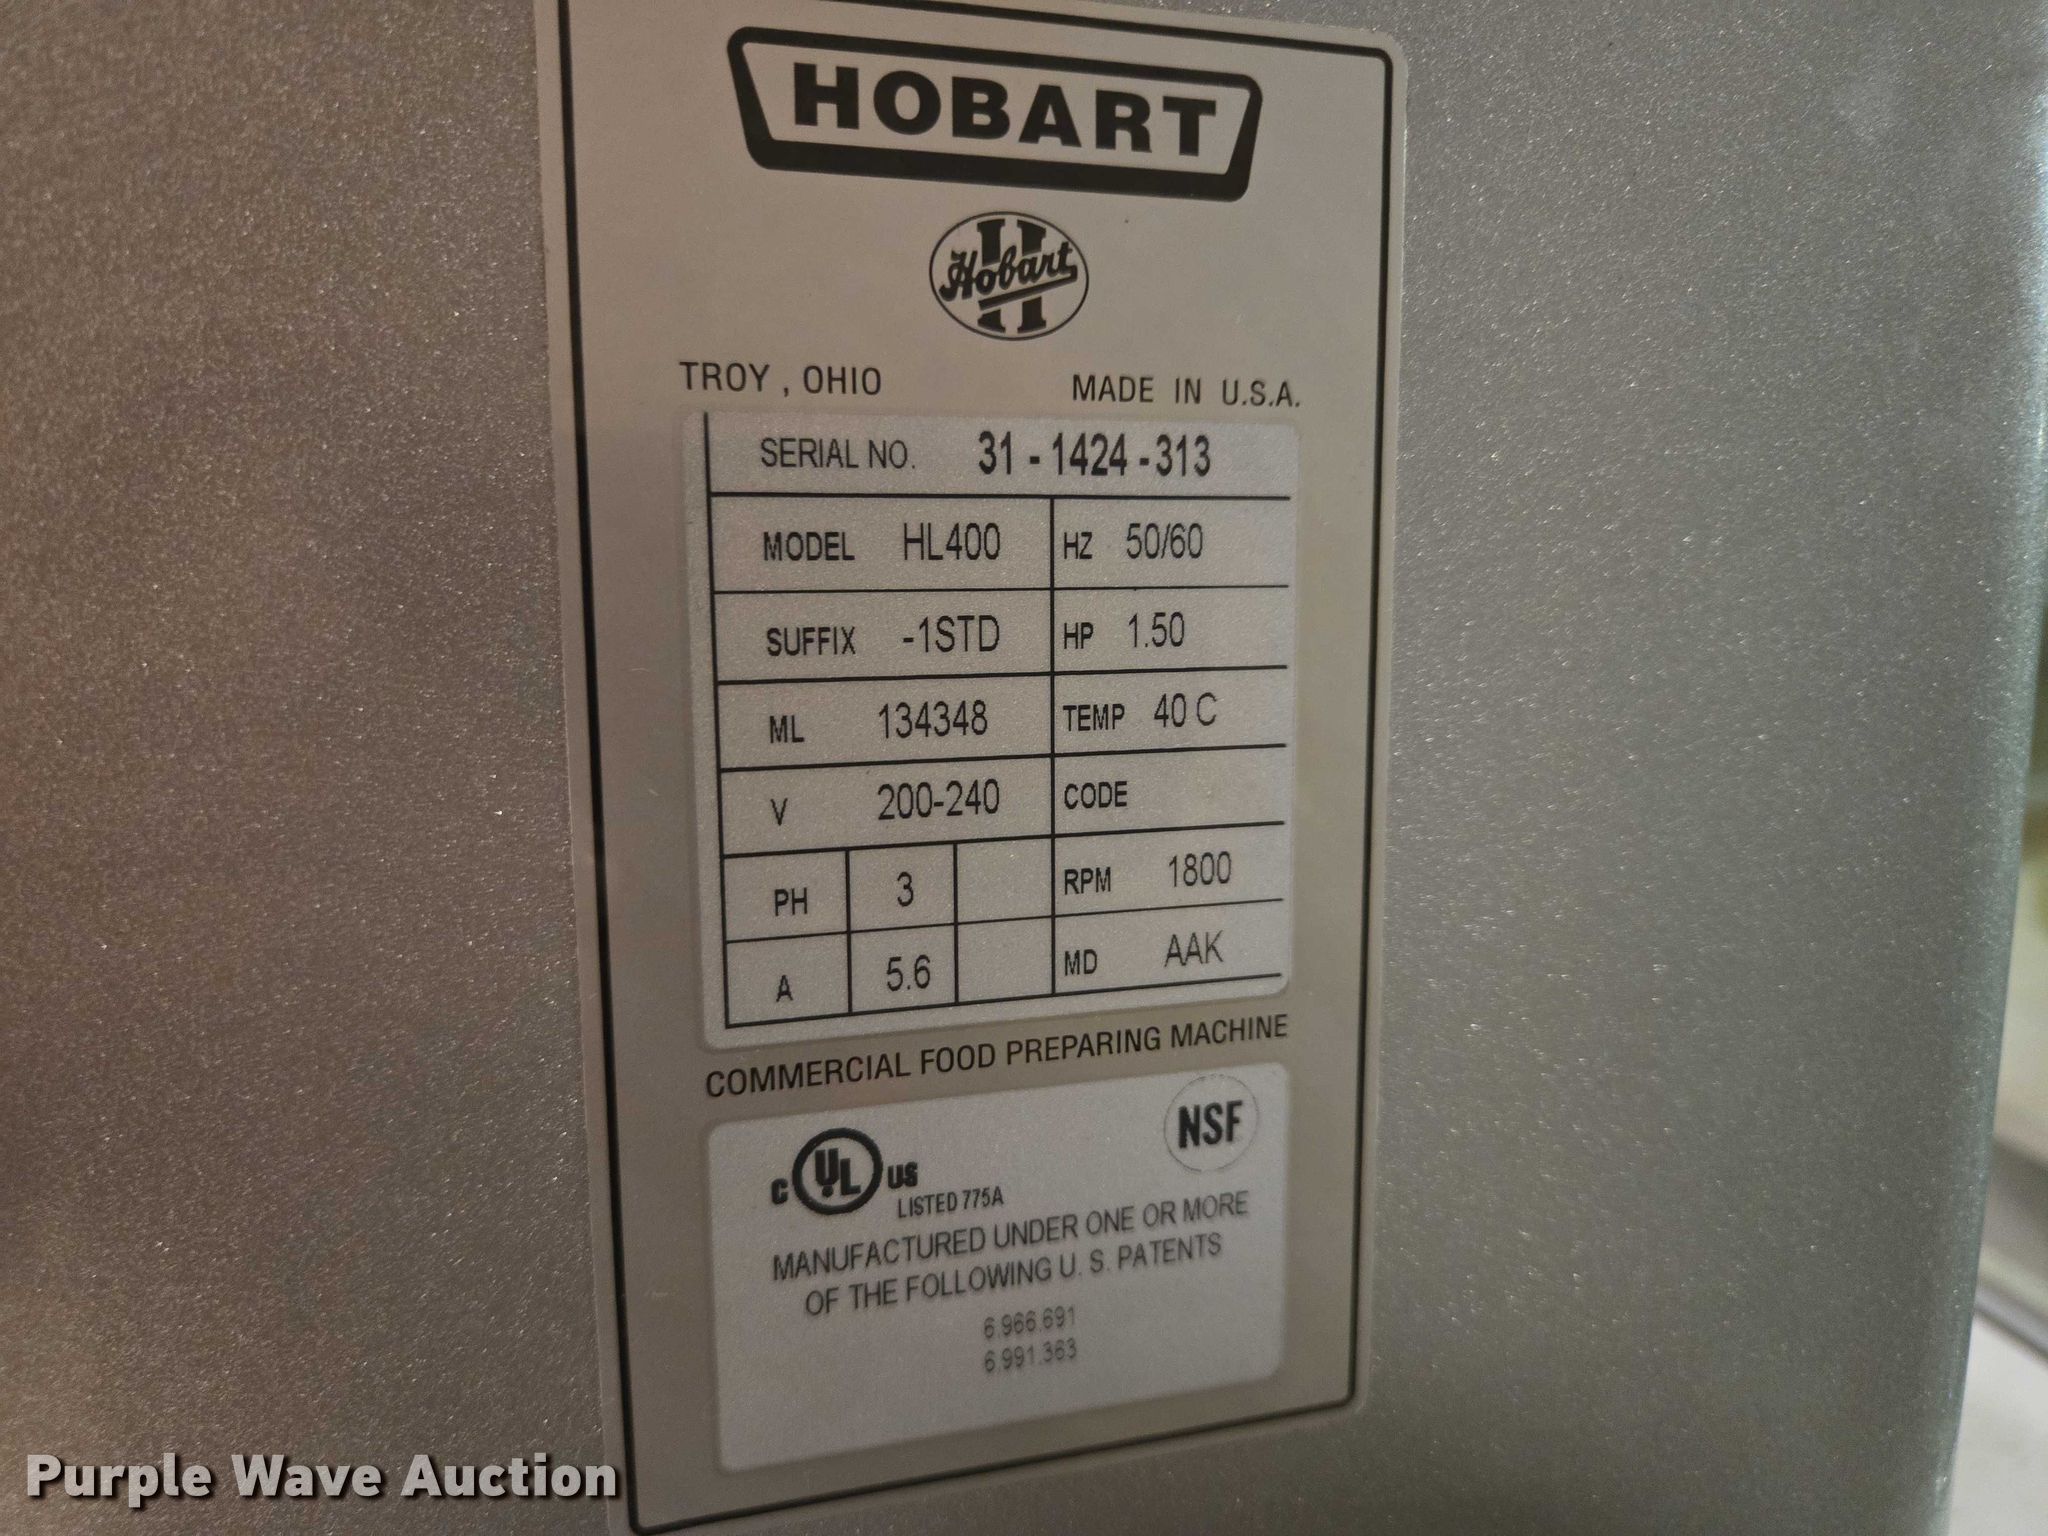 HOBART
Hobart
TROY, OHIO MADE IN U.S.A.
SERIAL NO. 31 - 1424 - 313
MODEL HL400 HZ 50/60
SUFFIX -1STD HP 1.50
ML 134348 TEMP 40 C
V 200-240 CODE
PH 3 RPM 1800
A 5.6 MD AAK
COMMERCIAL FOOD PREPARING MACHINE
NSF
C UL US
LISTED 775A
MANUFACTURED UNDER ONE OR MORE
OF THE FOLLOWING U. S. PATENTS
6.966.691
6.991.363
Purple Wave Auction